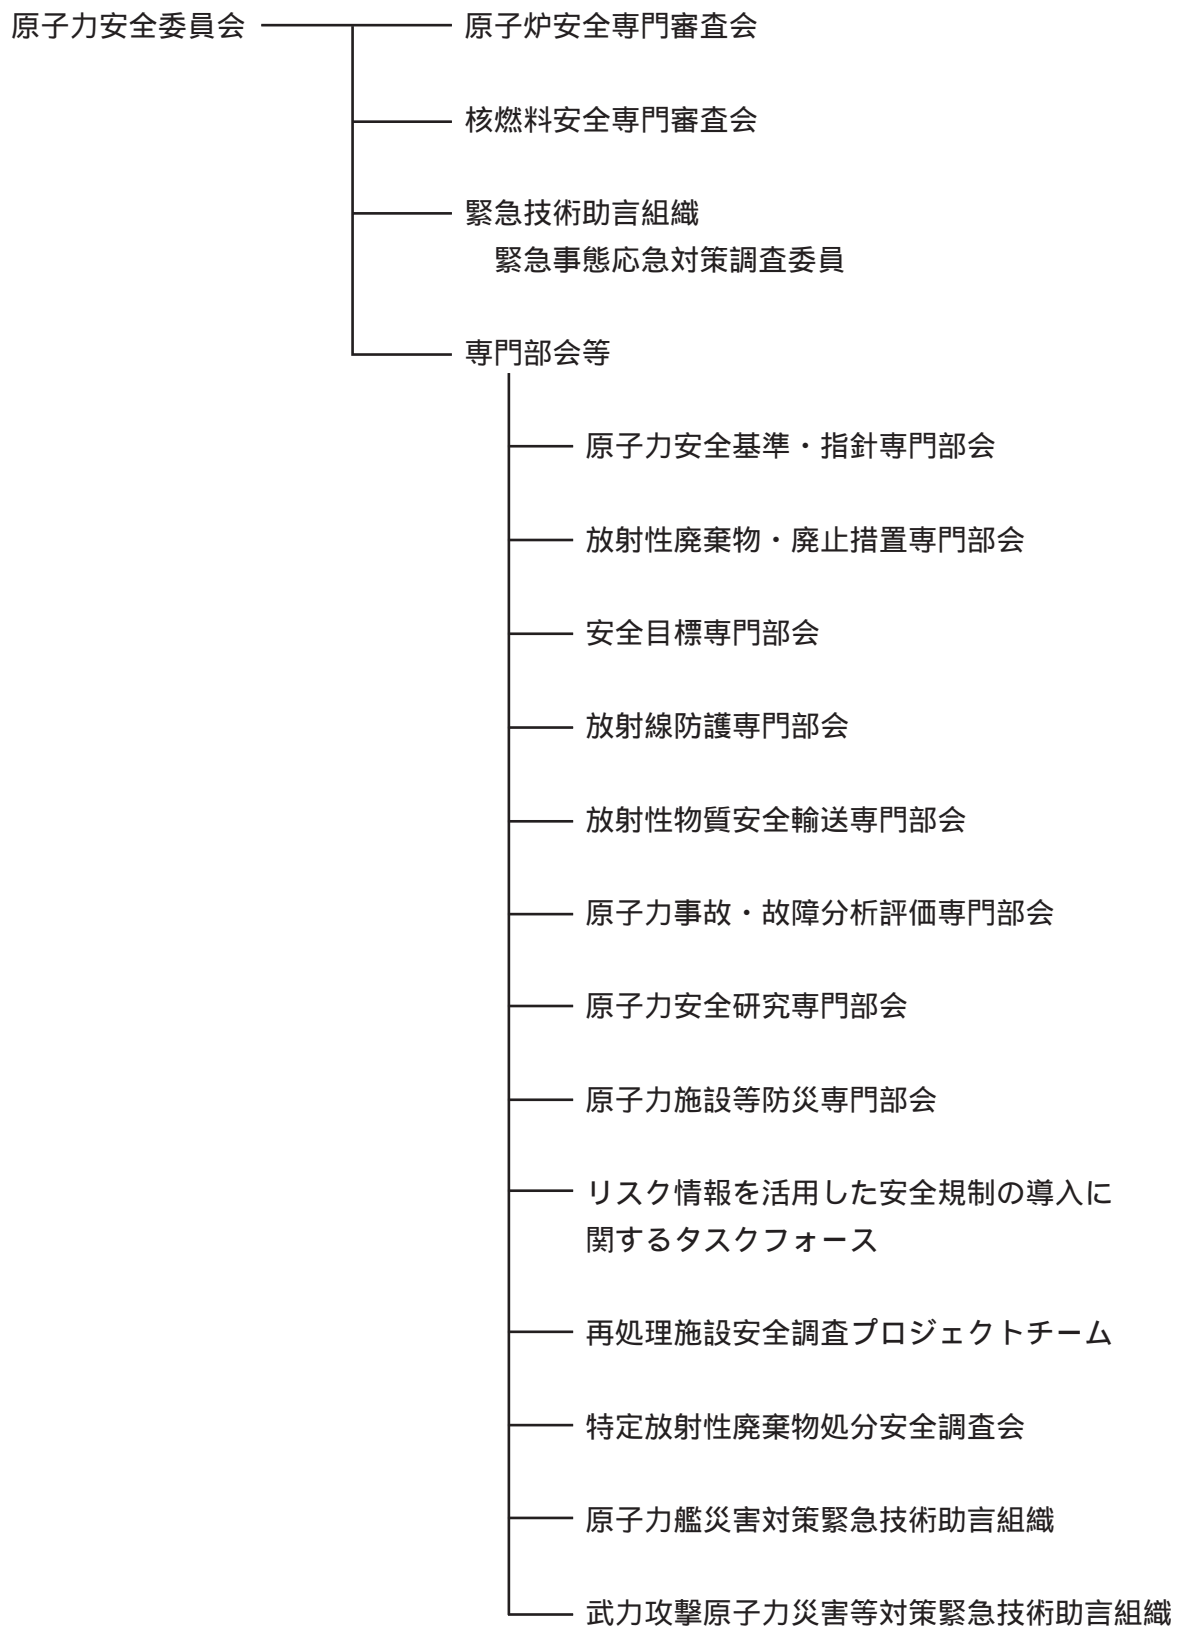 原子力安全委員会
原子炉安全専門審査会
核燃料安全専門審査会
緊急技術助言組織
緊急事態応急対策調査委員
専門部会等
原子力安全基準・指針専門部会
放射性廃棄物・廃止措置専門部会
安全目標専門部会
放射線防護専門部会
放射性物質安全輸送専門部会
原子力事故・故障分析評価専門部会
原子力安全研究専門部会
原子力施設等防災専門部会
リスク情報を活用した安全規制の導入に
関するタスクフォース
再処理施設安全調査プロジェクトチーム
特定放射性廃棄物処分安全調査会
原子力艦災害対策緊急技術助言組織
武力攻撃原子力災害等対策緊急技術助言組織